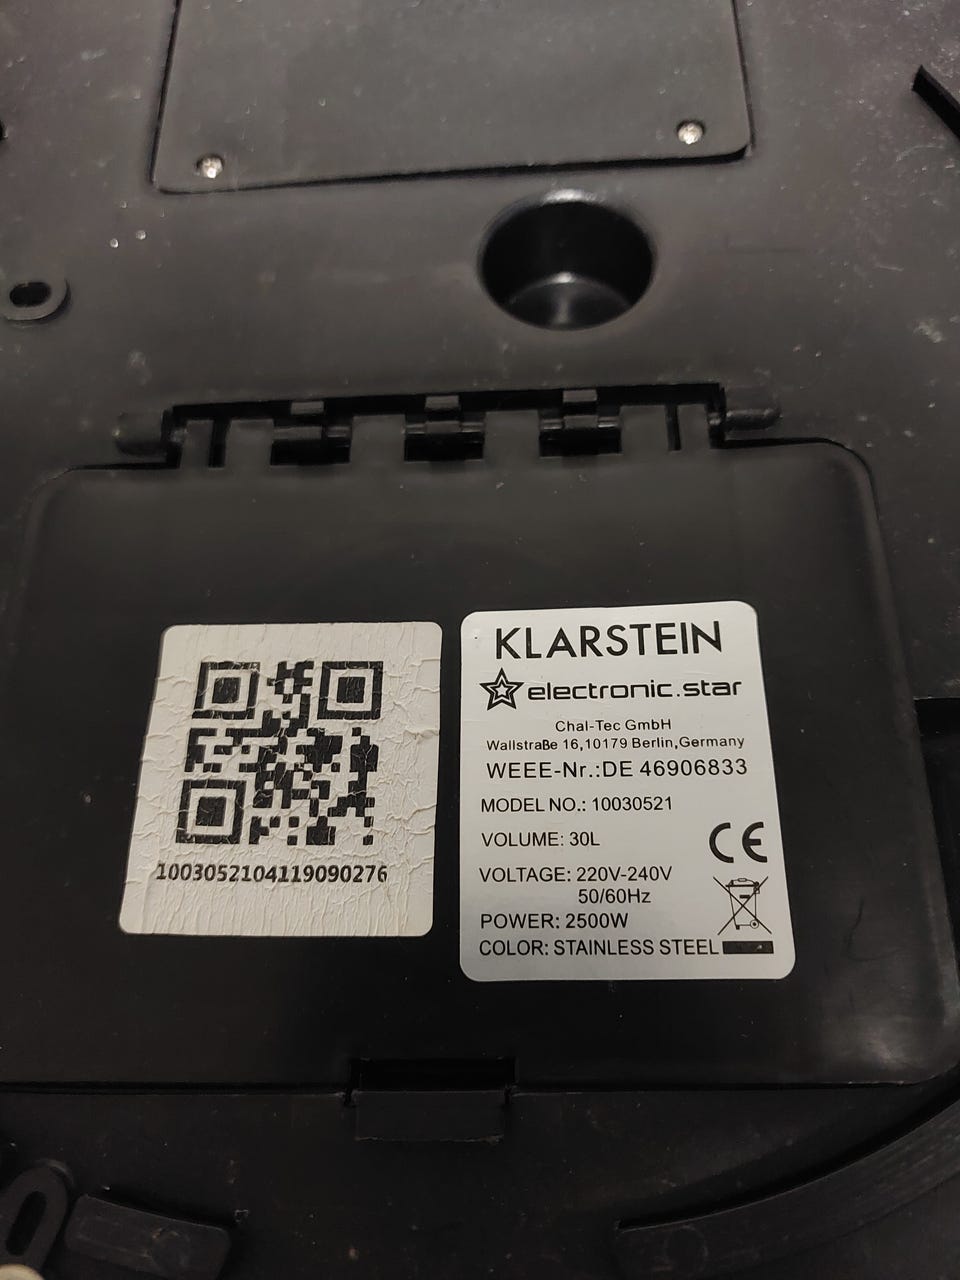 1003052104119090276
KLARSTEIN
electronic.star
Chal-Tec GmbH
Wallstraße 16,10179 Berlin,Germany
WEEE-Nr.:DE 46906833
MODEL NO.: 10030521
VOLUME: 30L
CE
VOLTAGE: 220V-240V
50/60Hz
POWER: 2500W
COLOR: STAINLESS STEEL